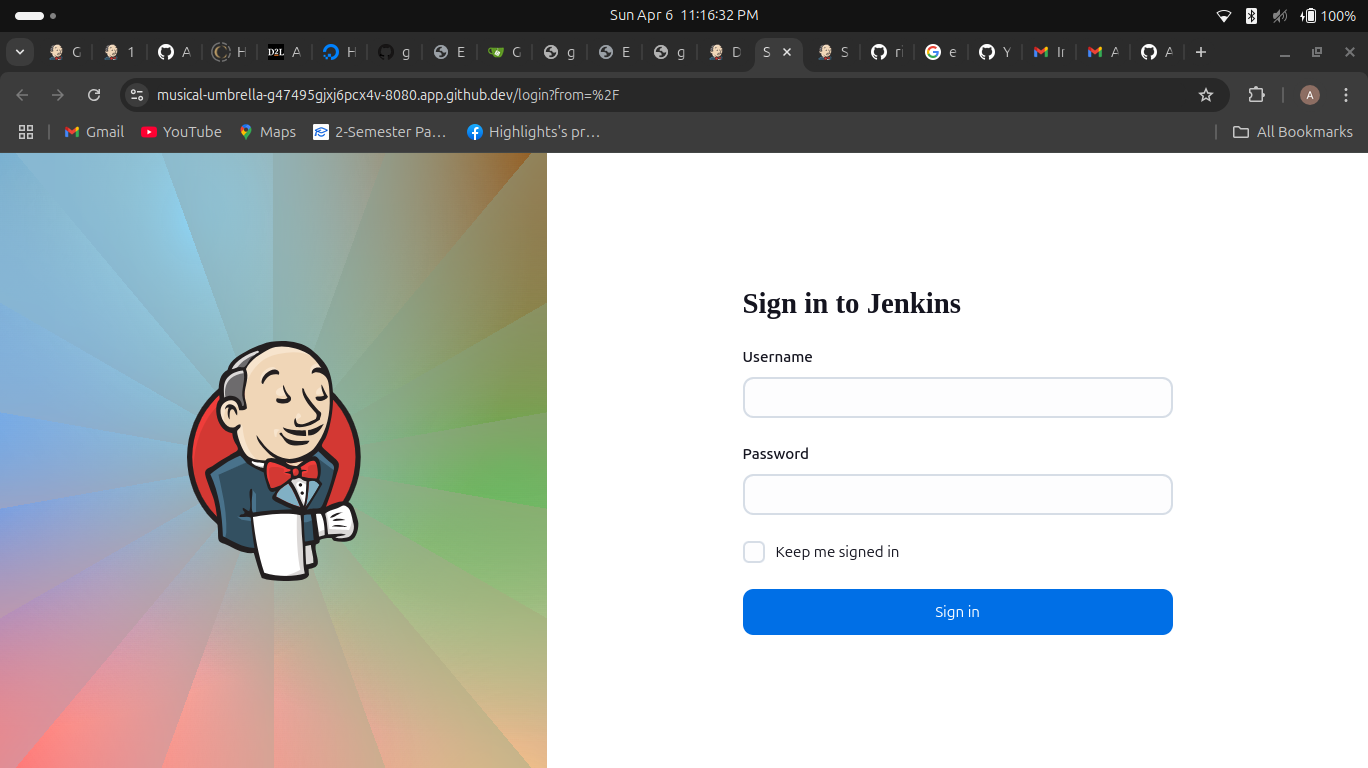 Sun Apr 6 11:16:32 PM
100%
G
1
A
H
D2L A
H
g
E
G
g
E
g
D
S
S
ri
e
Y
Ir
A
A
musical-umbrella-g47495gjxj6pcx4v-8080.app.github.dev/login?from=%2F
A
Gmail
YouTube
Maps
2-Semester Pa...
Highlights's pr...
All Bookmarks
Sign in to Jenkins
Username
Password
Keep me signed in
Sign in